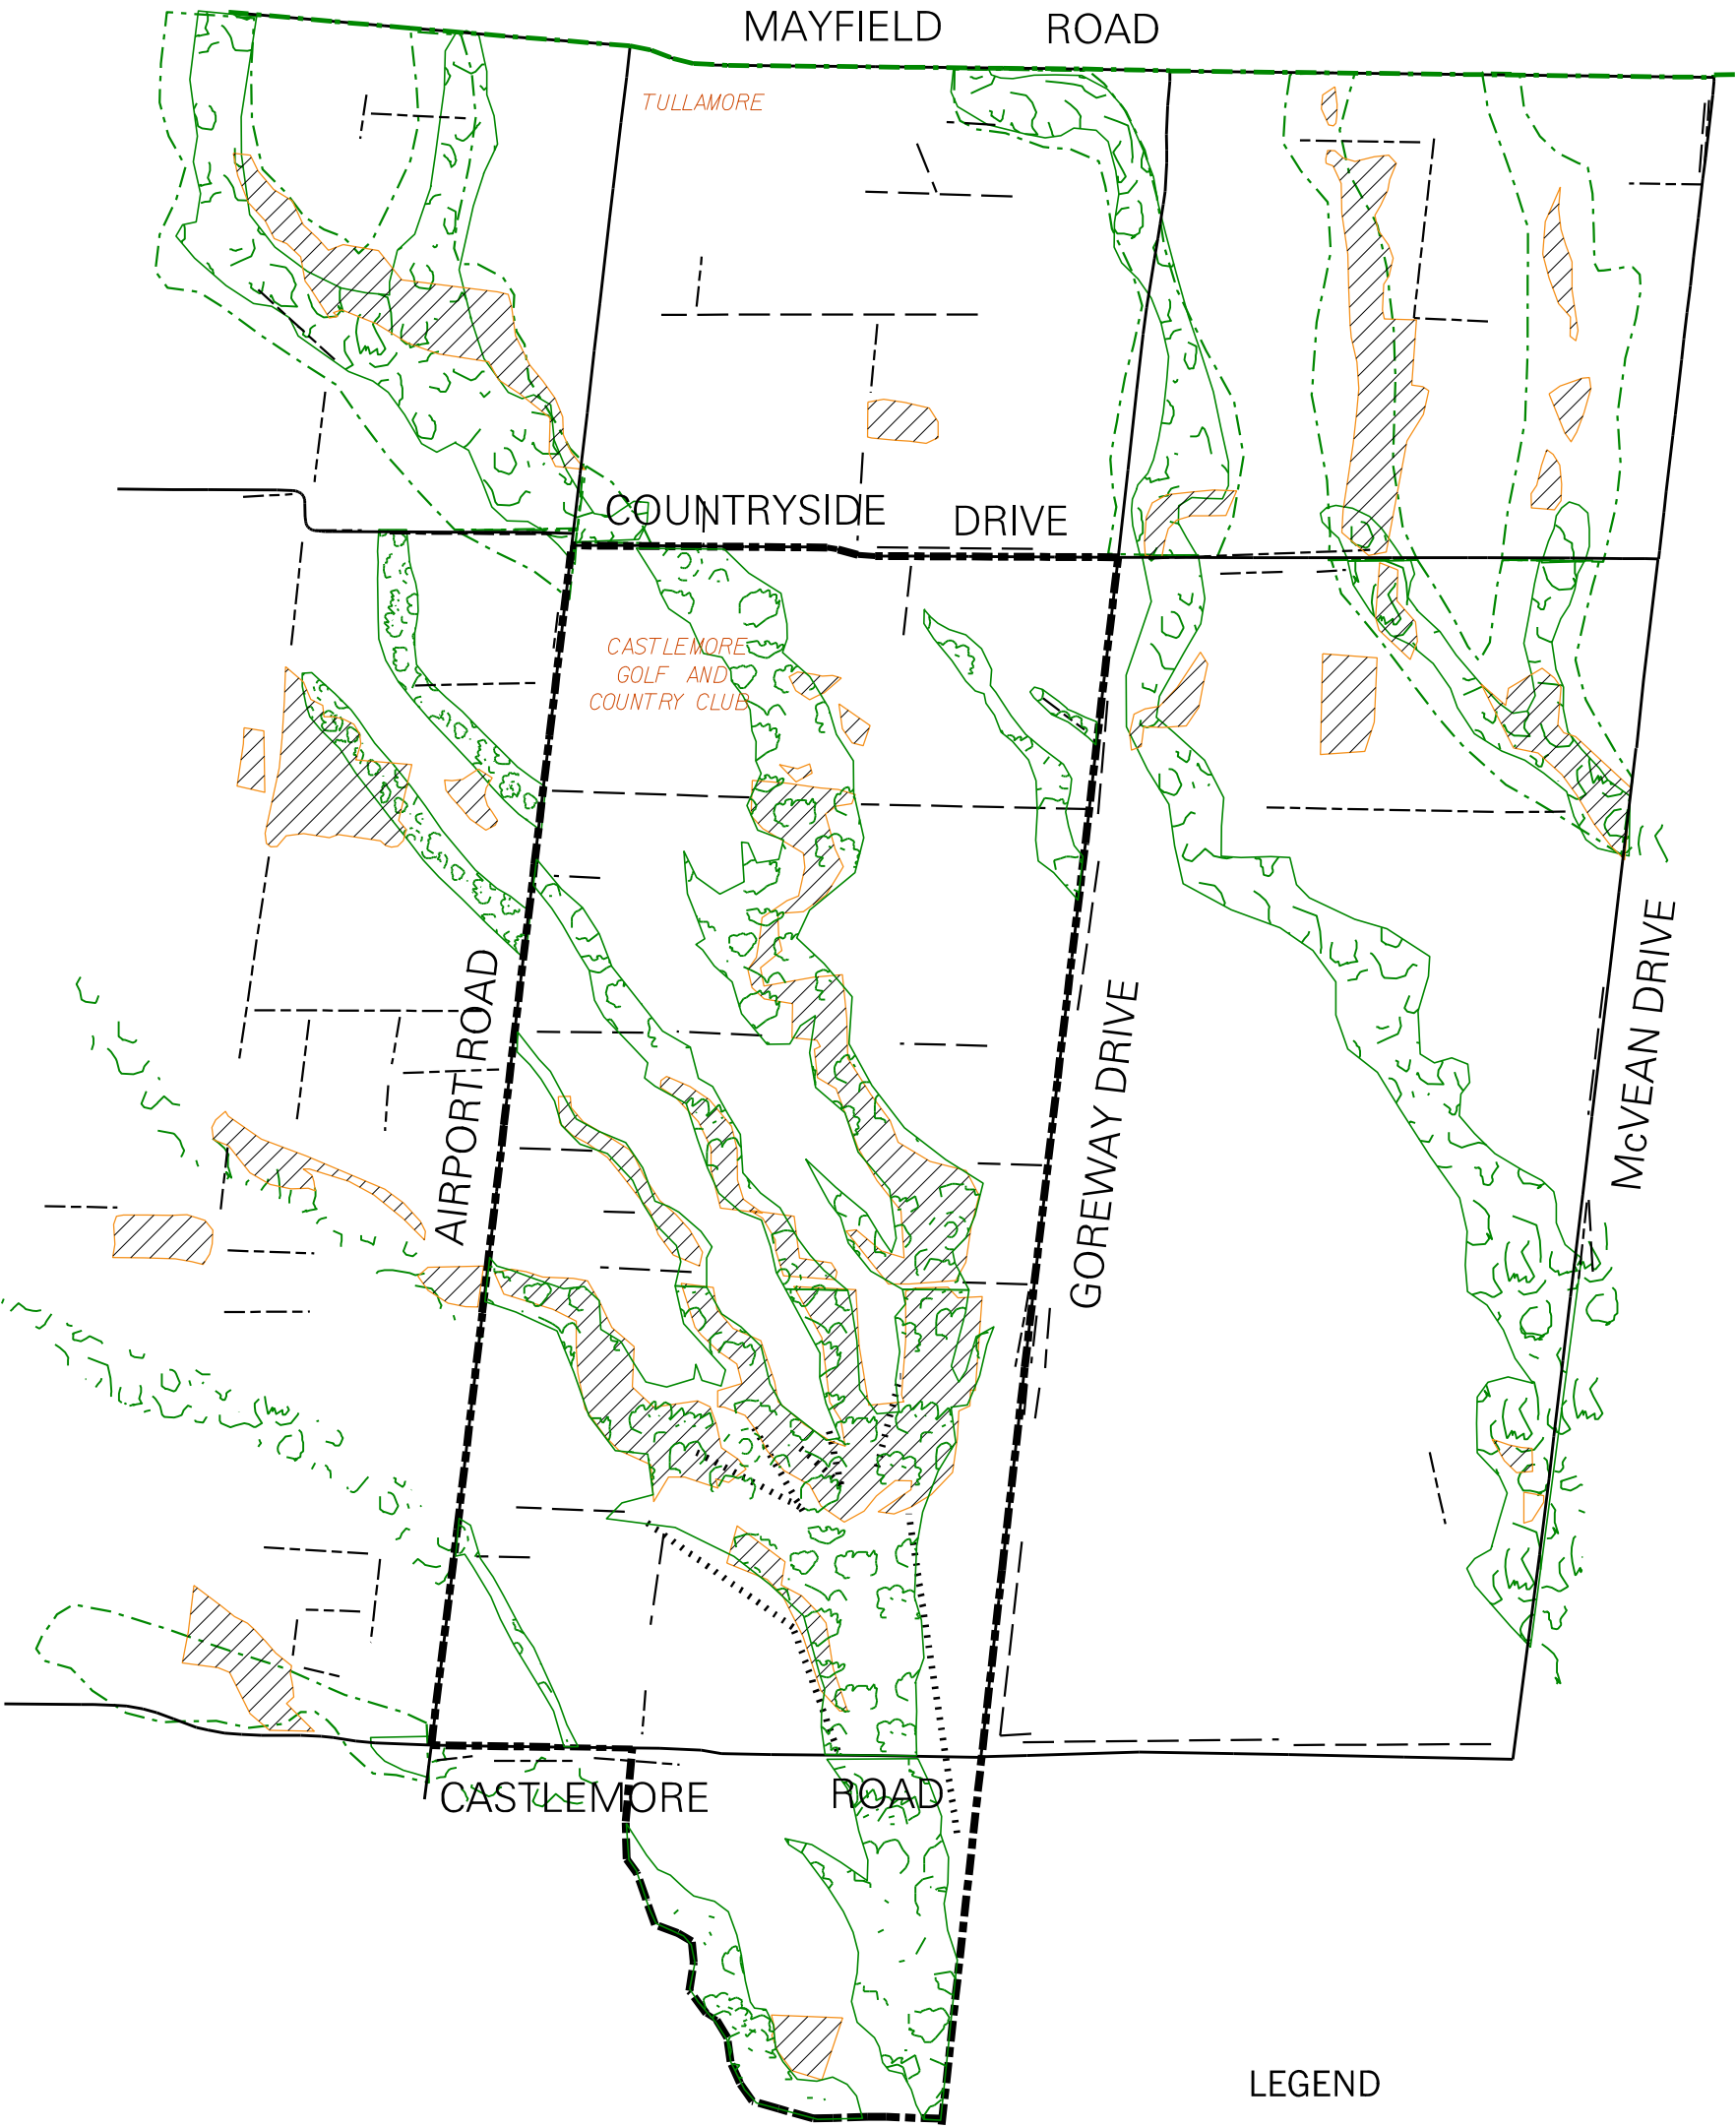 MAYFIELD ROAD
TULLAMORE
COUNTRYSIDE DRIVE
CASTLEMORE
GOLF AND
COUNTRY CLUB
AIRPORT ROAD
GOREWAY DRIVE
McVEAN DRIVE
CASTLEMORE ROAD
LEGEND